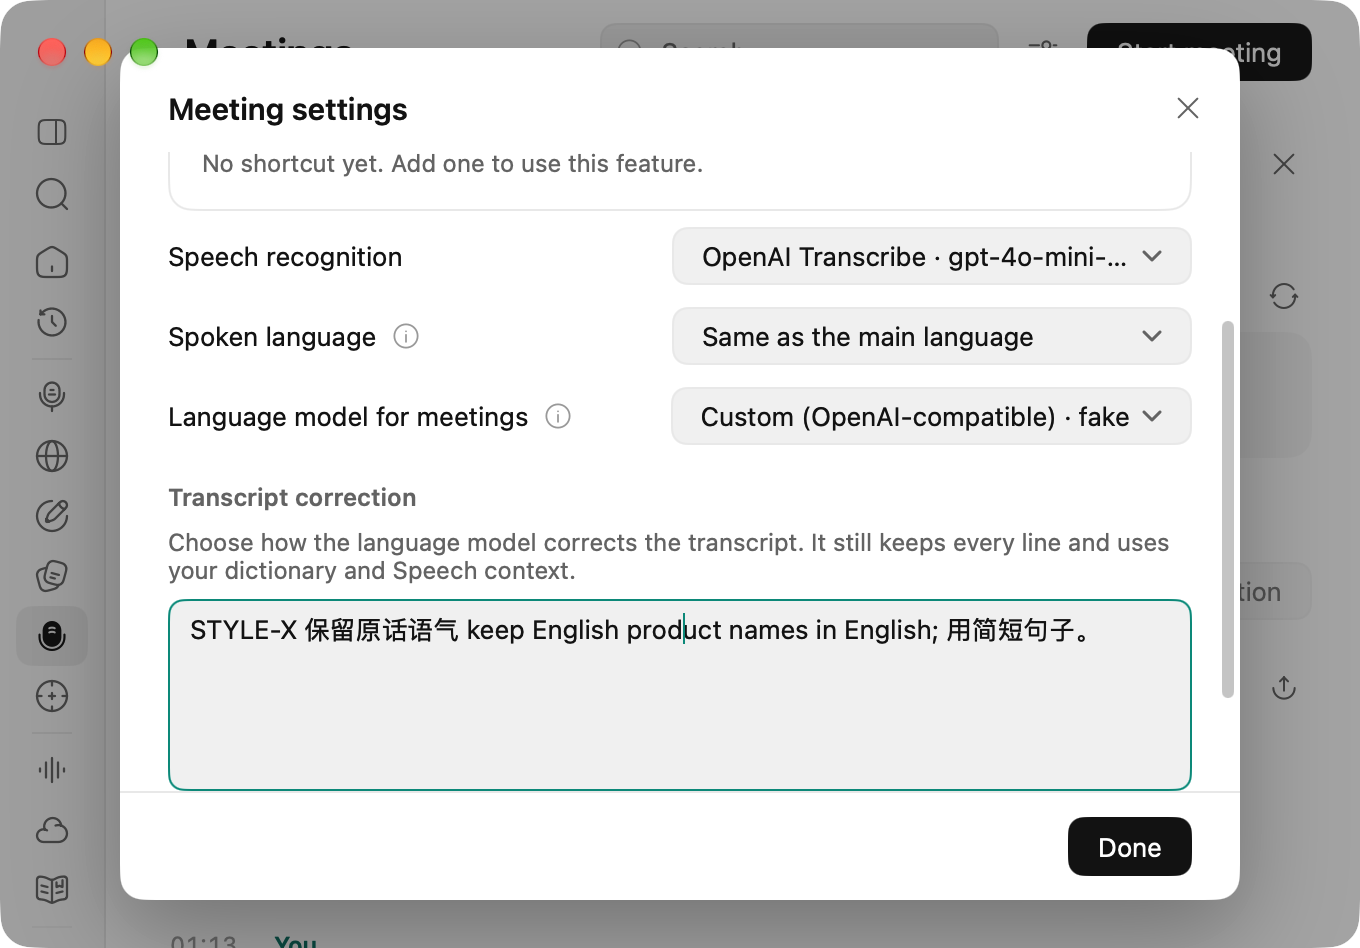 Meeting settings
No shortcut yet. Add one to use this feature.
Speech recognition
OpenAI Transcribe · gpt-4o-mini-...
Spoken language
Same as the main language
Language model for meetings
Custom (OpenAI-compatible) · fake
Transcript correction
Choose how the language model corrects the transcript. It still keeps every line and uses
your dictionary and Speech context.
STYLE-X 保留原话语气 keep English product names in English; 用简短句子。
Done
01:13 You